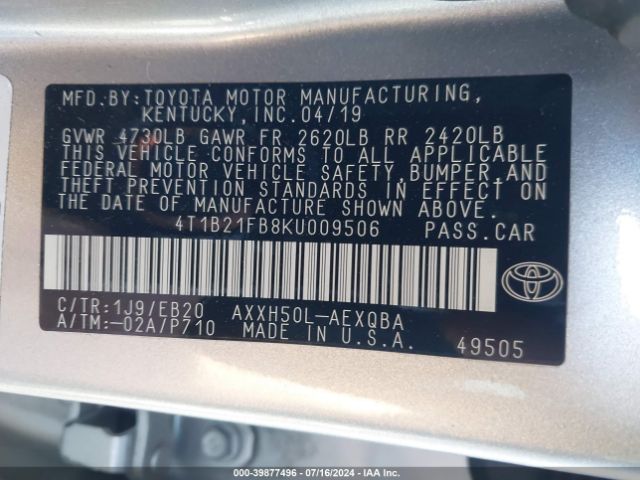 MFD.BY:TOYOTA MOTOR MANUFACTURING,
KENTUCKY,INC.04/19
GVWR 4730LB GAWR FR 2620LB RR 2420LB
THIS VEHICLE CONFORMS TO ALL APPLICABLE
FEDERAL MOTOR VEHICLE SAFETY,BUMPER,AND
THEFT PREVENTION STANDARDS IN EFFECT ON
THE DATE OF MANUFACTURE SHOWN ABOVE.
4T1B21FB8KU009506 PASS.CAR
C/TR:1J9/EB20 AXXH50L-AEXQBA
A/TM:-02A/P710 MADE IN U.S.A.
49505
000-39877496 - 07/16/2024 - IAA Inc.